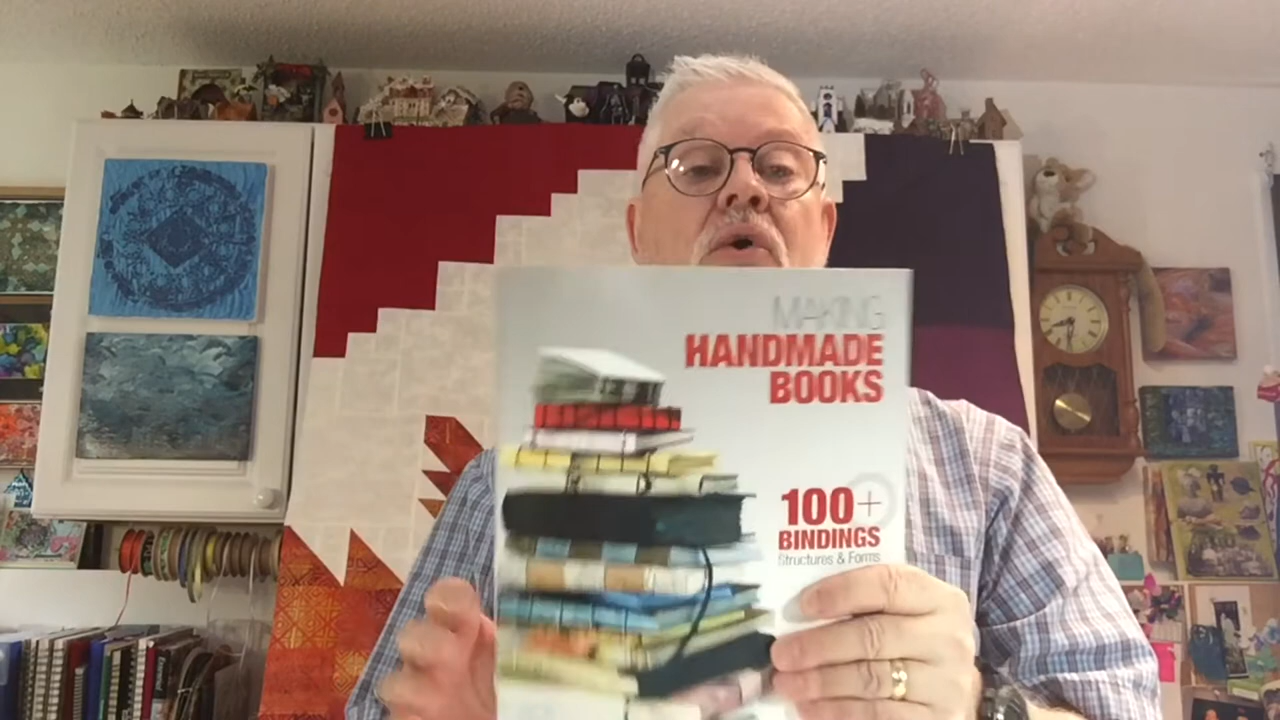 MAKING
HANDMADE
BOOKS
100+
BINDINGS
Structures & Forms